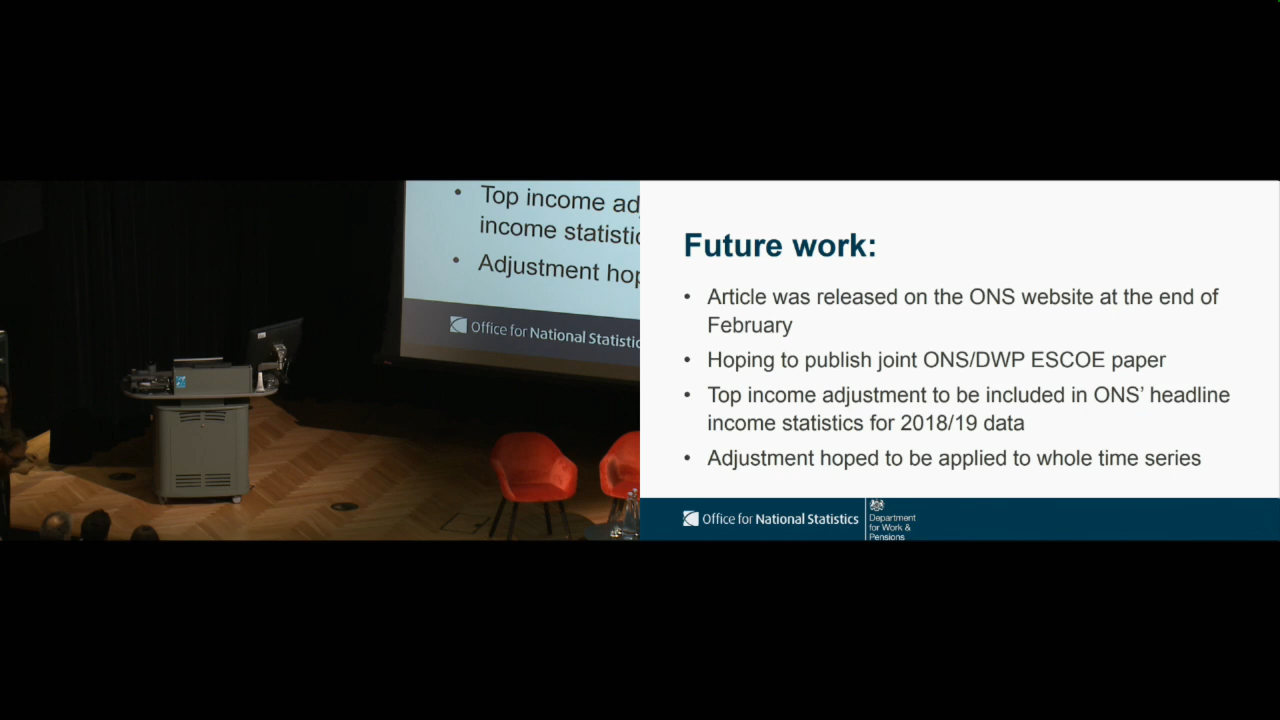 Top income ad
income statistic
Adjustment hop
Office for National Statistic
Future work:
• Article was released on the ONS website at the end of
February
• Hoping to publish joint ONS/DWP ESCOE paper
• Top income adjustment to be included in ONS’ headline
income statistics for 2018/19 data
• Adjustment hoped to be applied to whole time series
Office for National Statistics
Department
for Work &
Pensions